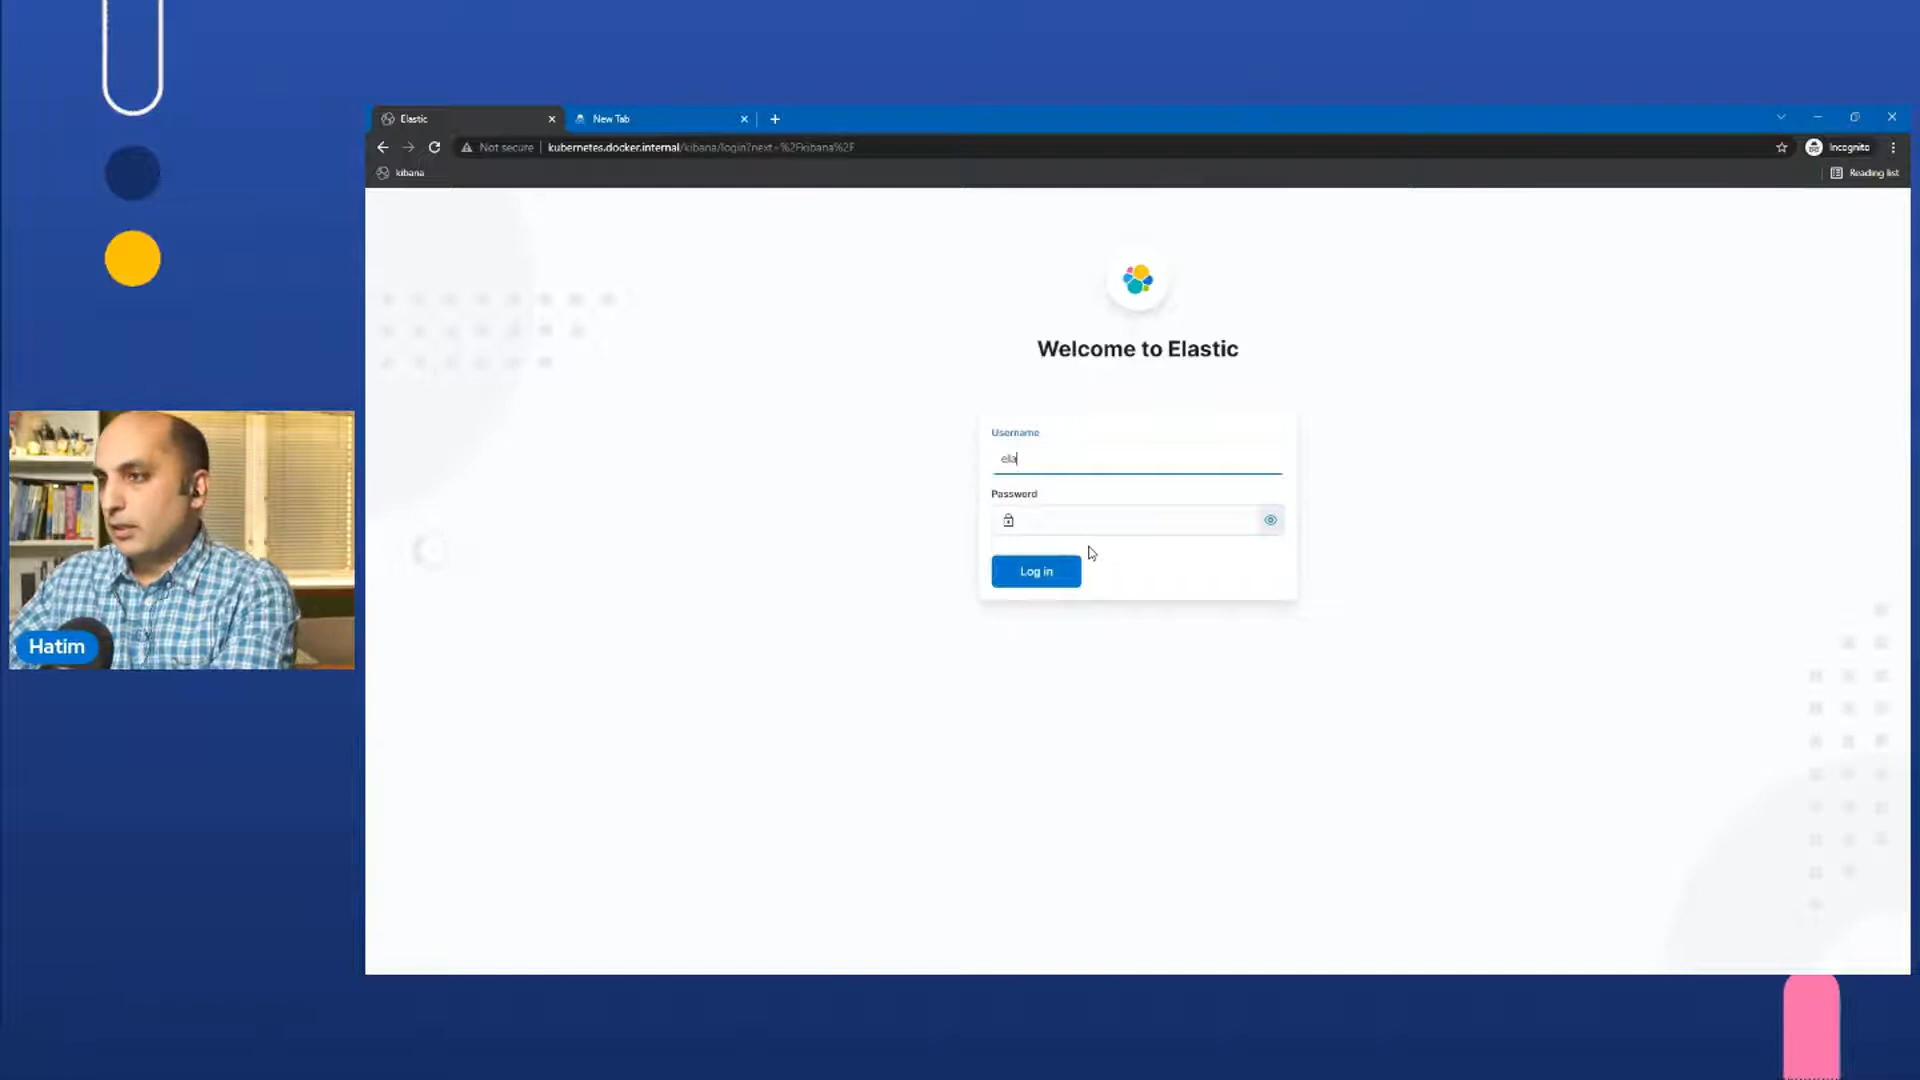 Elastic
New Tab
Not secure
kubernetes.docker.internal/kibana/login?next=%2Fkibana%2F
Incognito
kibana
Reading list
Welcome to Elastic
Username
ella
Password
Log in
Hatim